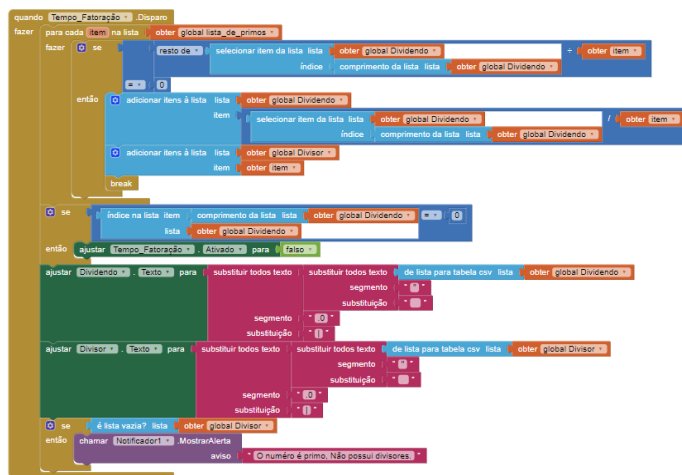 quando Tempo_Fatoração .Disparo
fazer para cada item na lista obter global lista_de_primos
fazer se resto de selecionar item da lista lista obter global Dividendo ÷ obter item
índice comprimento da lista lista obter global Dividendo
= 0
então adicionar itens à lista lista obter global Dividendo
item selecionar item da lista lista obter global Dividendo / obter item
índice comprimento da lista lista obter global Dividendo
adicionar itens à lista lista obter global Divisor
item obter item
break
se índice na lista item comprimento da lista lista obter global Dividendo = 0
lista obter global Dividendo
então ajustar Tempo_Fatoração . Ativado para falso
ajustar Dividendo . Texto para substituir todos texto substituir todos texto de lista para tabela csv lista obter global Dividendo
segmento " " "
substituição " "
segmento " .0 "
substituição " | "
ajustar Divisor . Texto para substituir todos texto substituir todos texto de lista para tabela csv lista obter global Divisor
segmento " " "
substituição " "
segmento " .0 "
substituição " | "
se é lista vazia? lista obter global Divisor
então chamar Notificador1 .MostrarAlerta
aviso " O numéro é primo, Não possui divisores. "